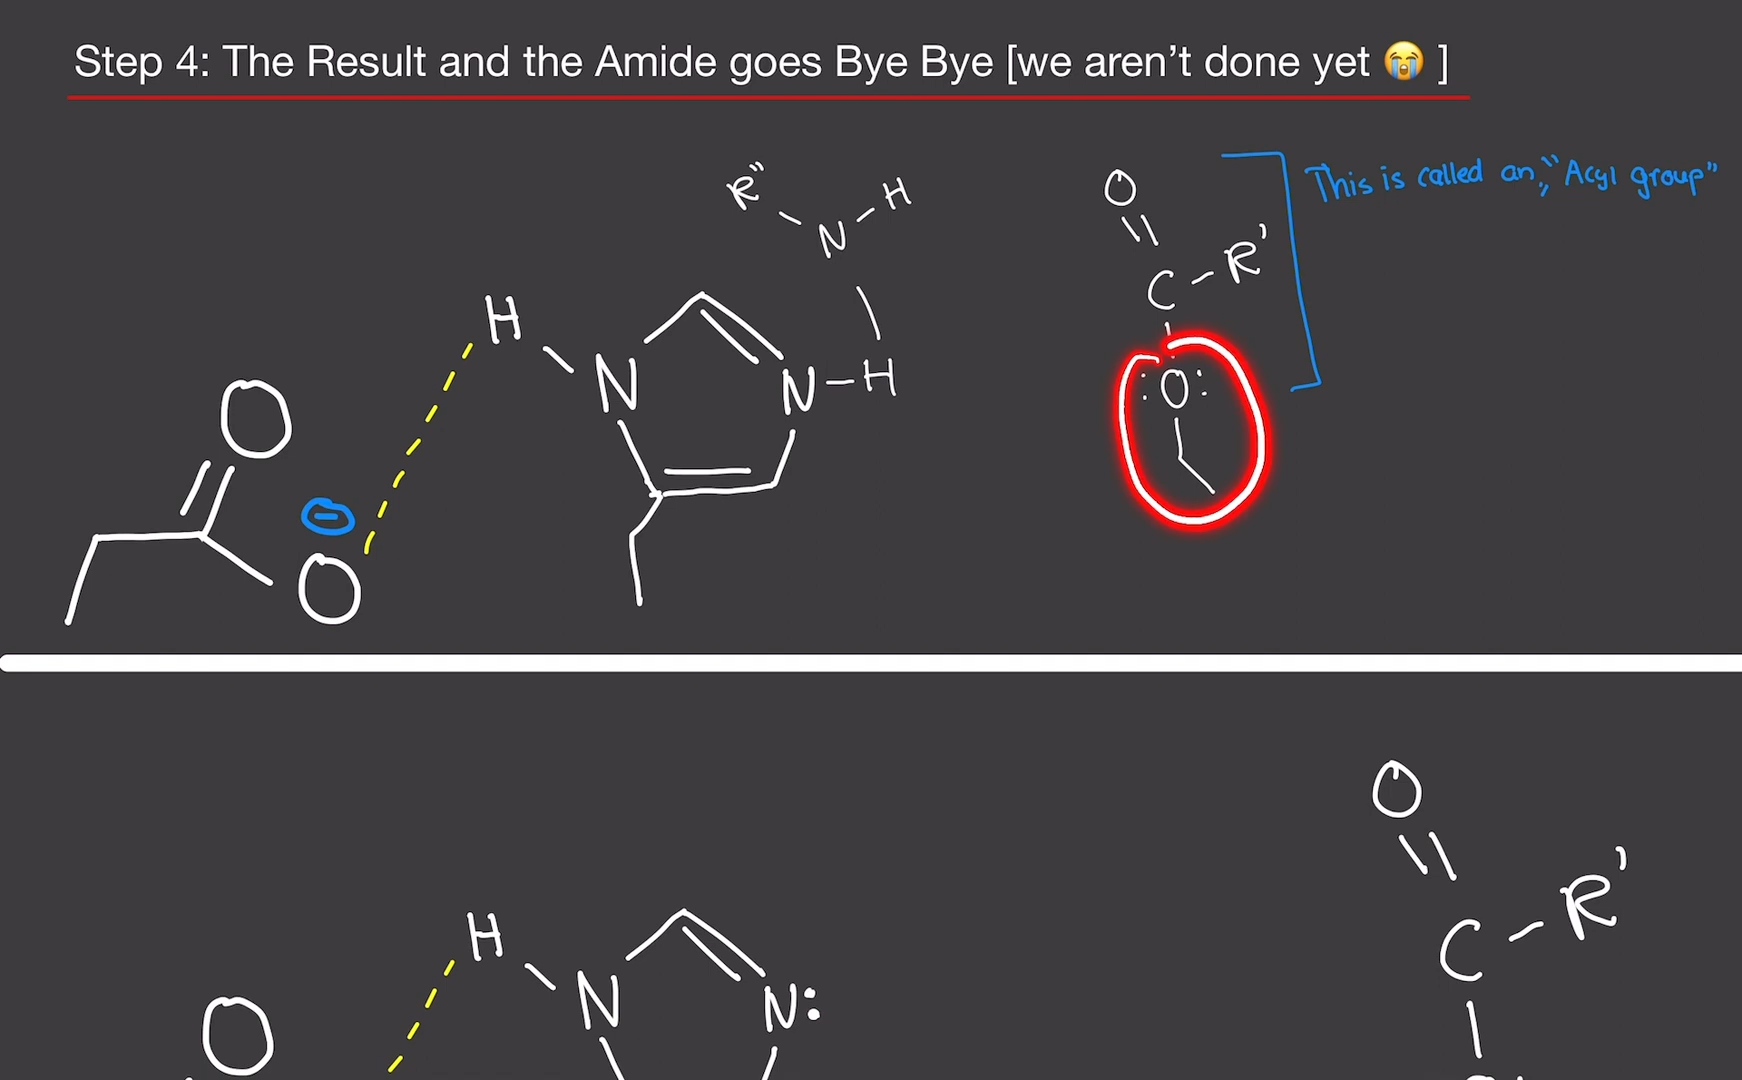 Step 4: The Result and the Amide goes Bye Bye [we aren't done yet 😭 ]
This is called an, "Acyl group"
R"
N-H
H
O
C-R'
:O:
H
N
N-H
O
⊖
O
O
C-R'
H
N
N:
O